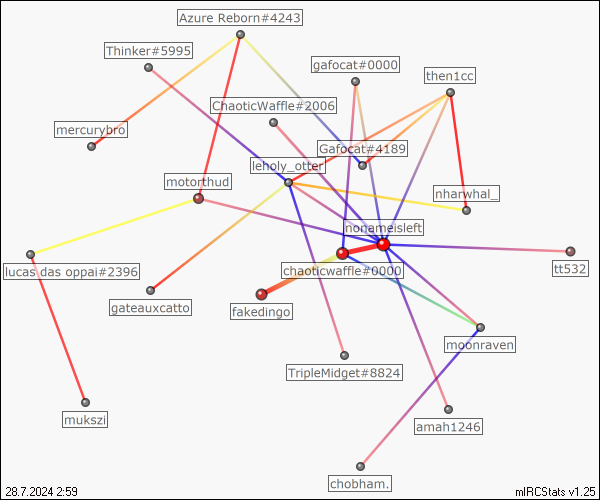 Azure Reborn#4243
Thinker#5995
gafocat#0000
then1cc
ChaoticWaffle#2006
mercurybro
Gafocat#4189
leholy_otter
motorthud
nharwhal_
nonameisleft
lucas das oppai#2396
chaoticwaffle#0000
tt532
gateauxcatto
fakedingo
moonraven
TripleMidget#8824
mukszi
amah1246
chobham.
28.7.2024 2:59
mIRCStats v1.25